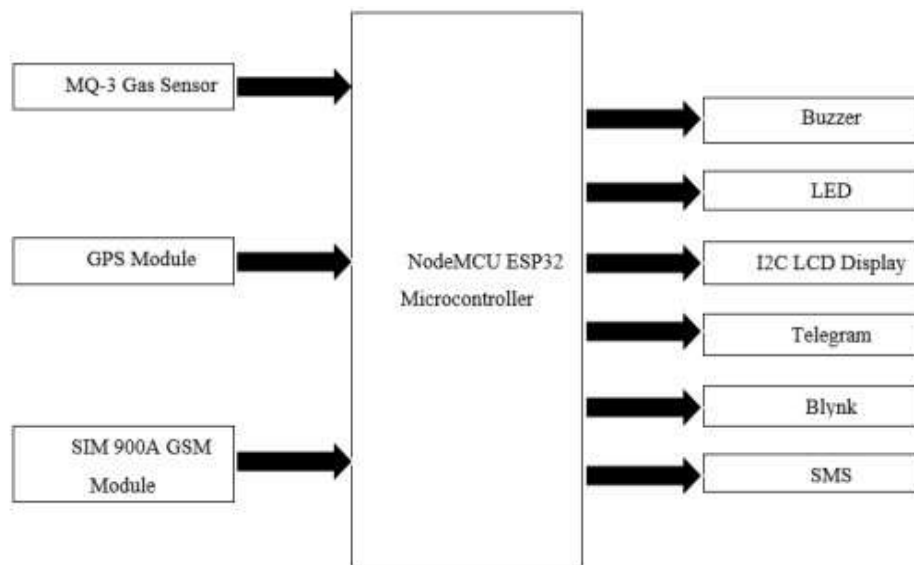 MQ-3 Gas Sensor
GPS Module
SIM 900A GSM
Module
NodeMCU ESP32
Microcontroller
Buzzer
LED
I2C LCD Display
Telegram
Blynk
SMS